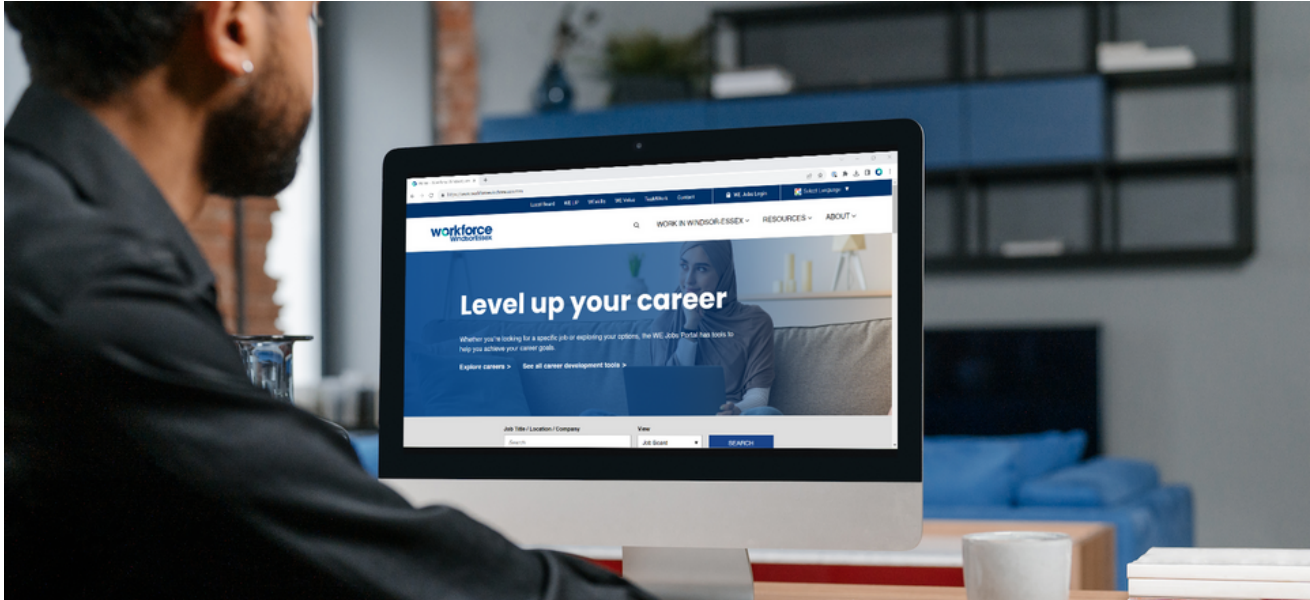 Local Board
WE LIP
WE Value
Contact
WE Jobs Login
Select Language
workforce
WindsorEssex
WORK IN WINDSOR-ESSEX
RESOURCES
ABOUT
Level up your career
Whether you're looking for a specific job or exploring your options, the WE Jobs Portal has tools to
help you achieve your career goals.
Explore careers >
See all career development tools >
Job Title / Location / Company
View
Search
Job Board
SEARCH